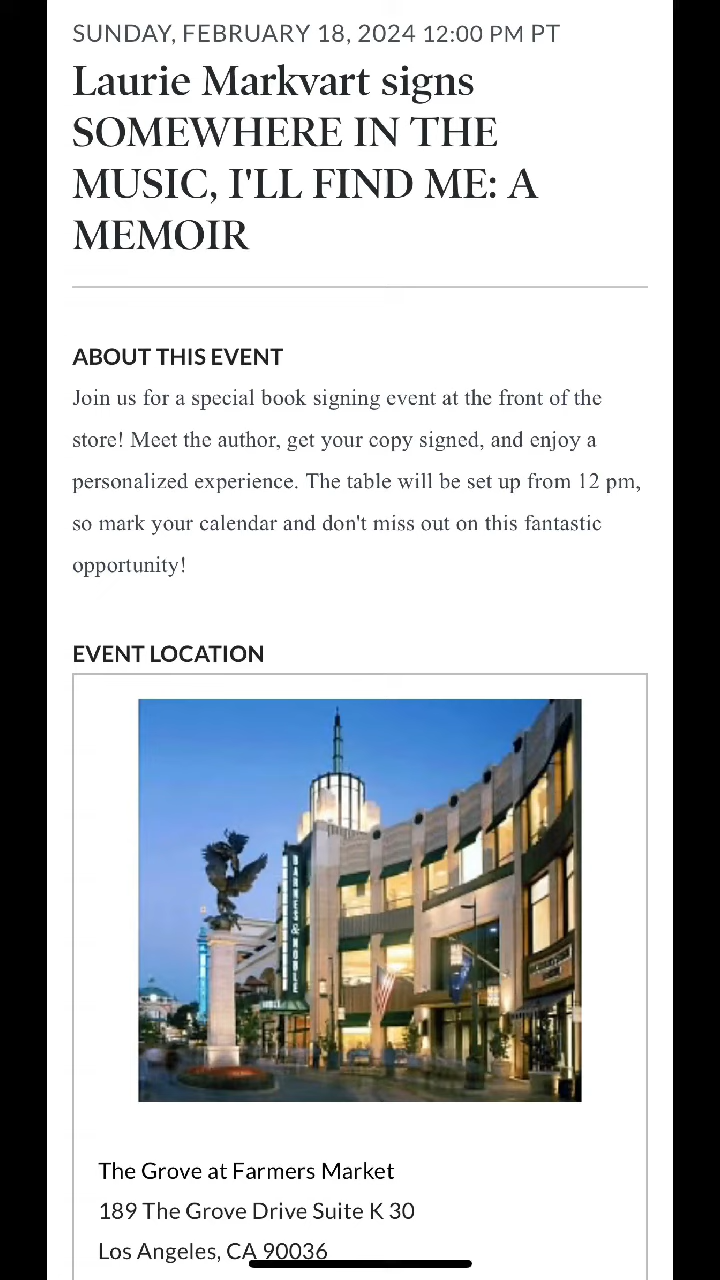 SUNDAY, FEBRUARY 18, 2024 12:00 PM PT
Laurie Markvart signs
SOMEWHERE IN THE
MUSIC, I'LL FIND ME: A
MEMOIR
ABOUT THIS EVENT
Join us for a special book signing event at the front of the
store! Meet the author, get your copy signed, and enjoy a
personalized experience. The table will be set up from 12 pm,
so mark your calendar and don't miss out on this fantastic
opportunity!
EVENT LOCATION
BARNES & NOBLE
The Grove at Farmers Market
189 The Grove Drive Suite K 30
Los Angeles, CA 90036